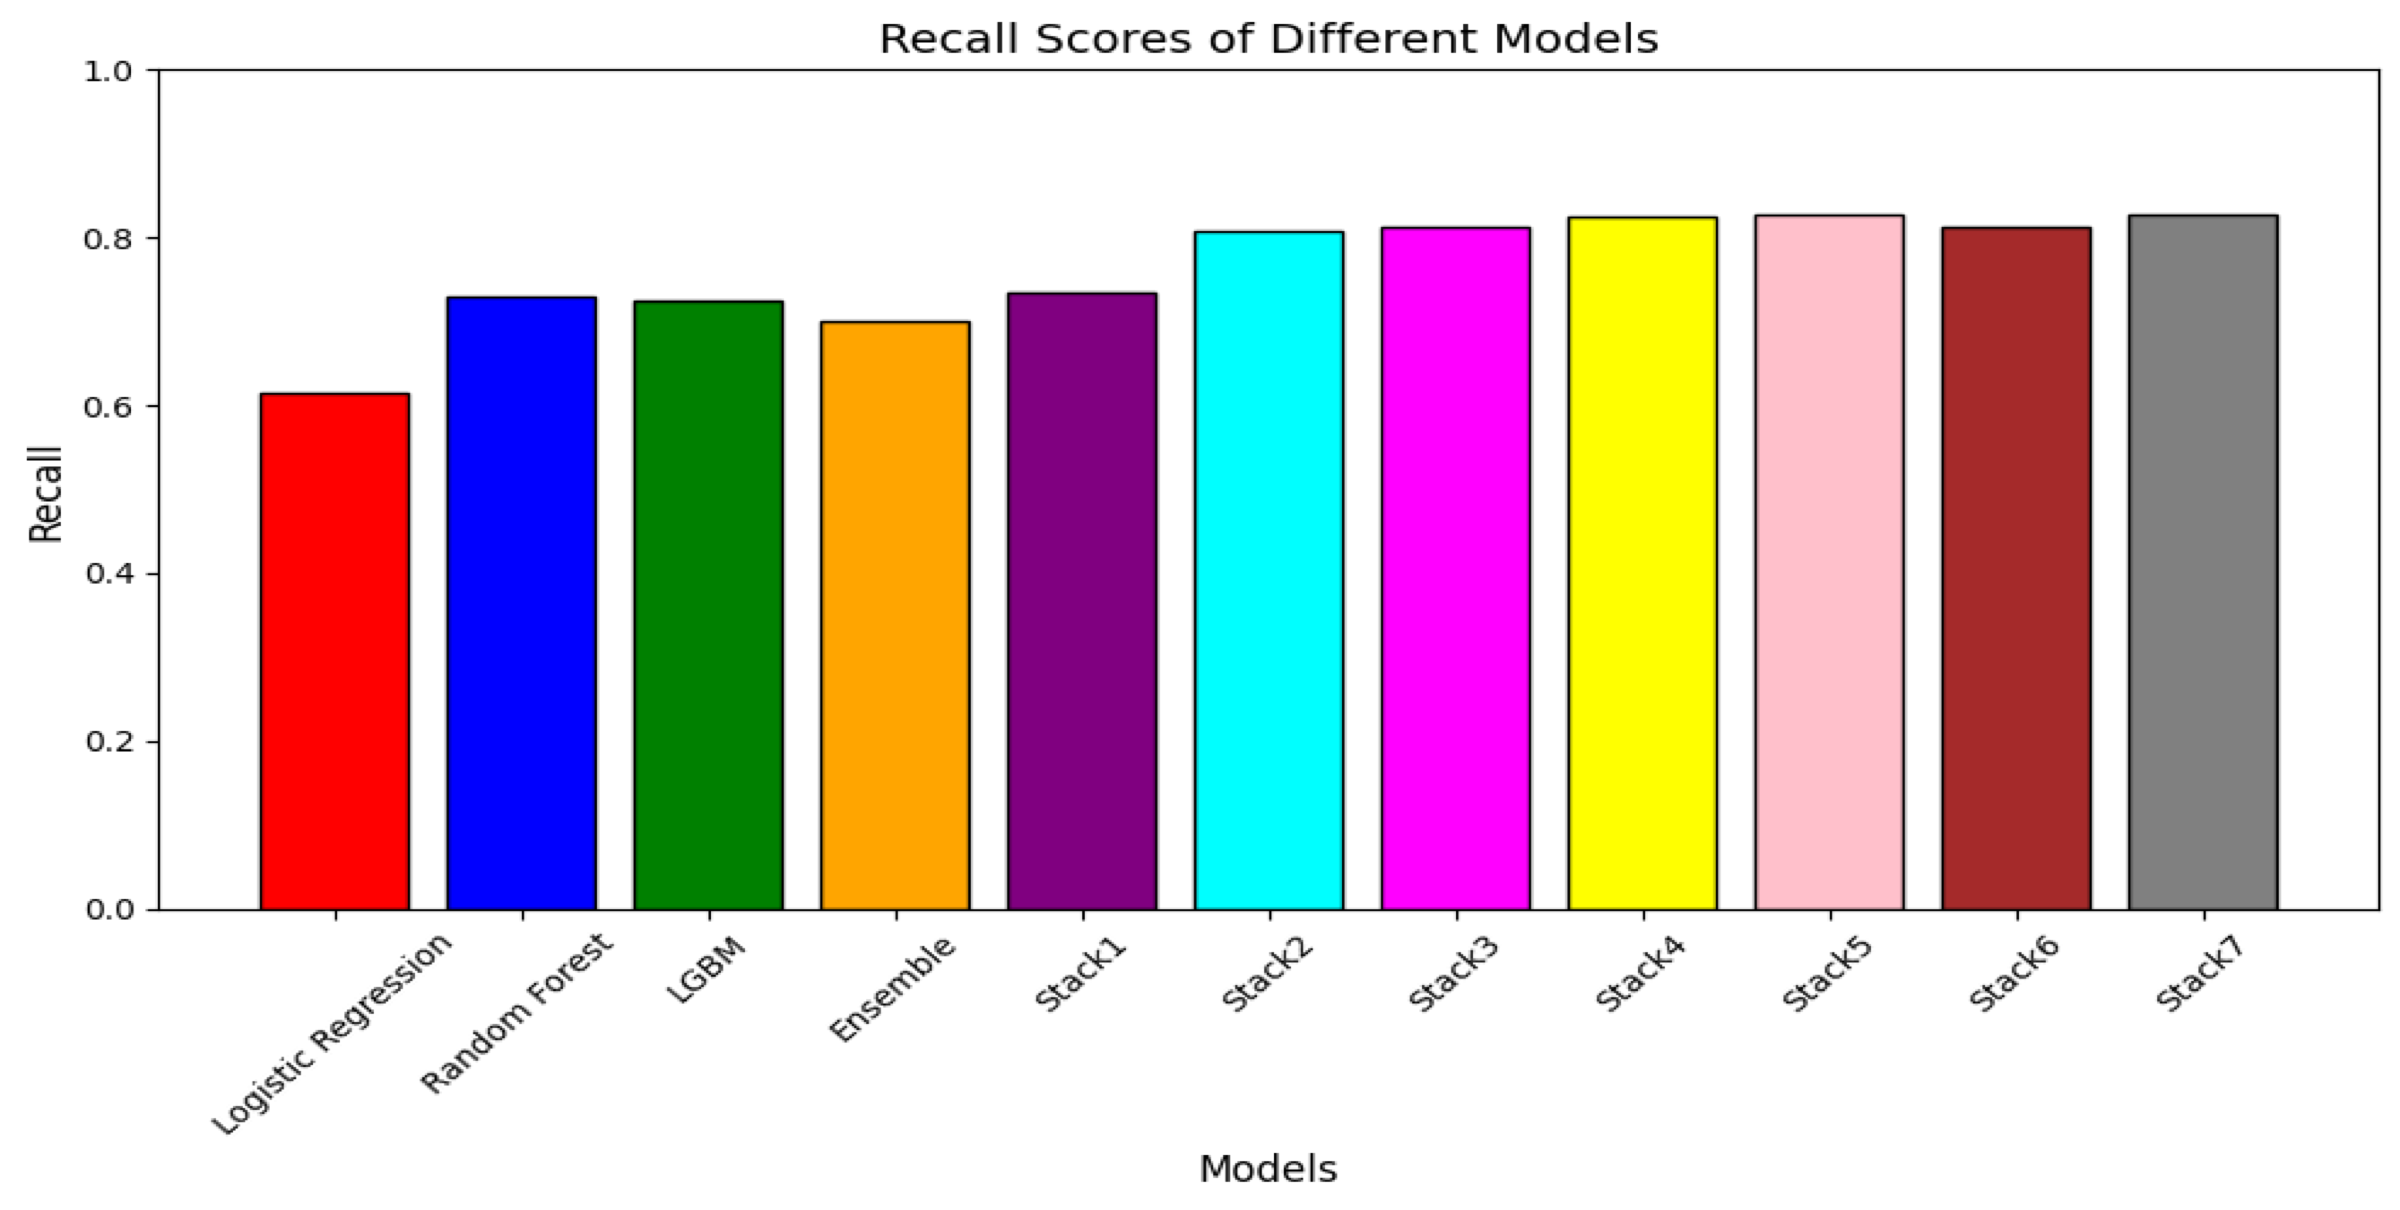 Recall Scores of Different Models
1.0
0.8
0.6
0.4
0.2
0.0
Recall
Logistic Regression
Random Forest
LGBM
Ensemble
Stack1
Stack2
Stack3
Stack4
Stack5
Stack6
Stack7
Models